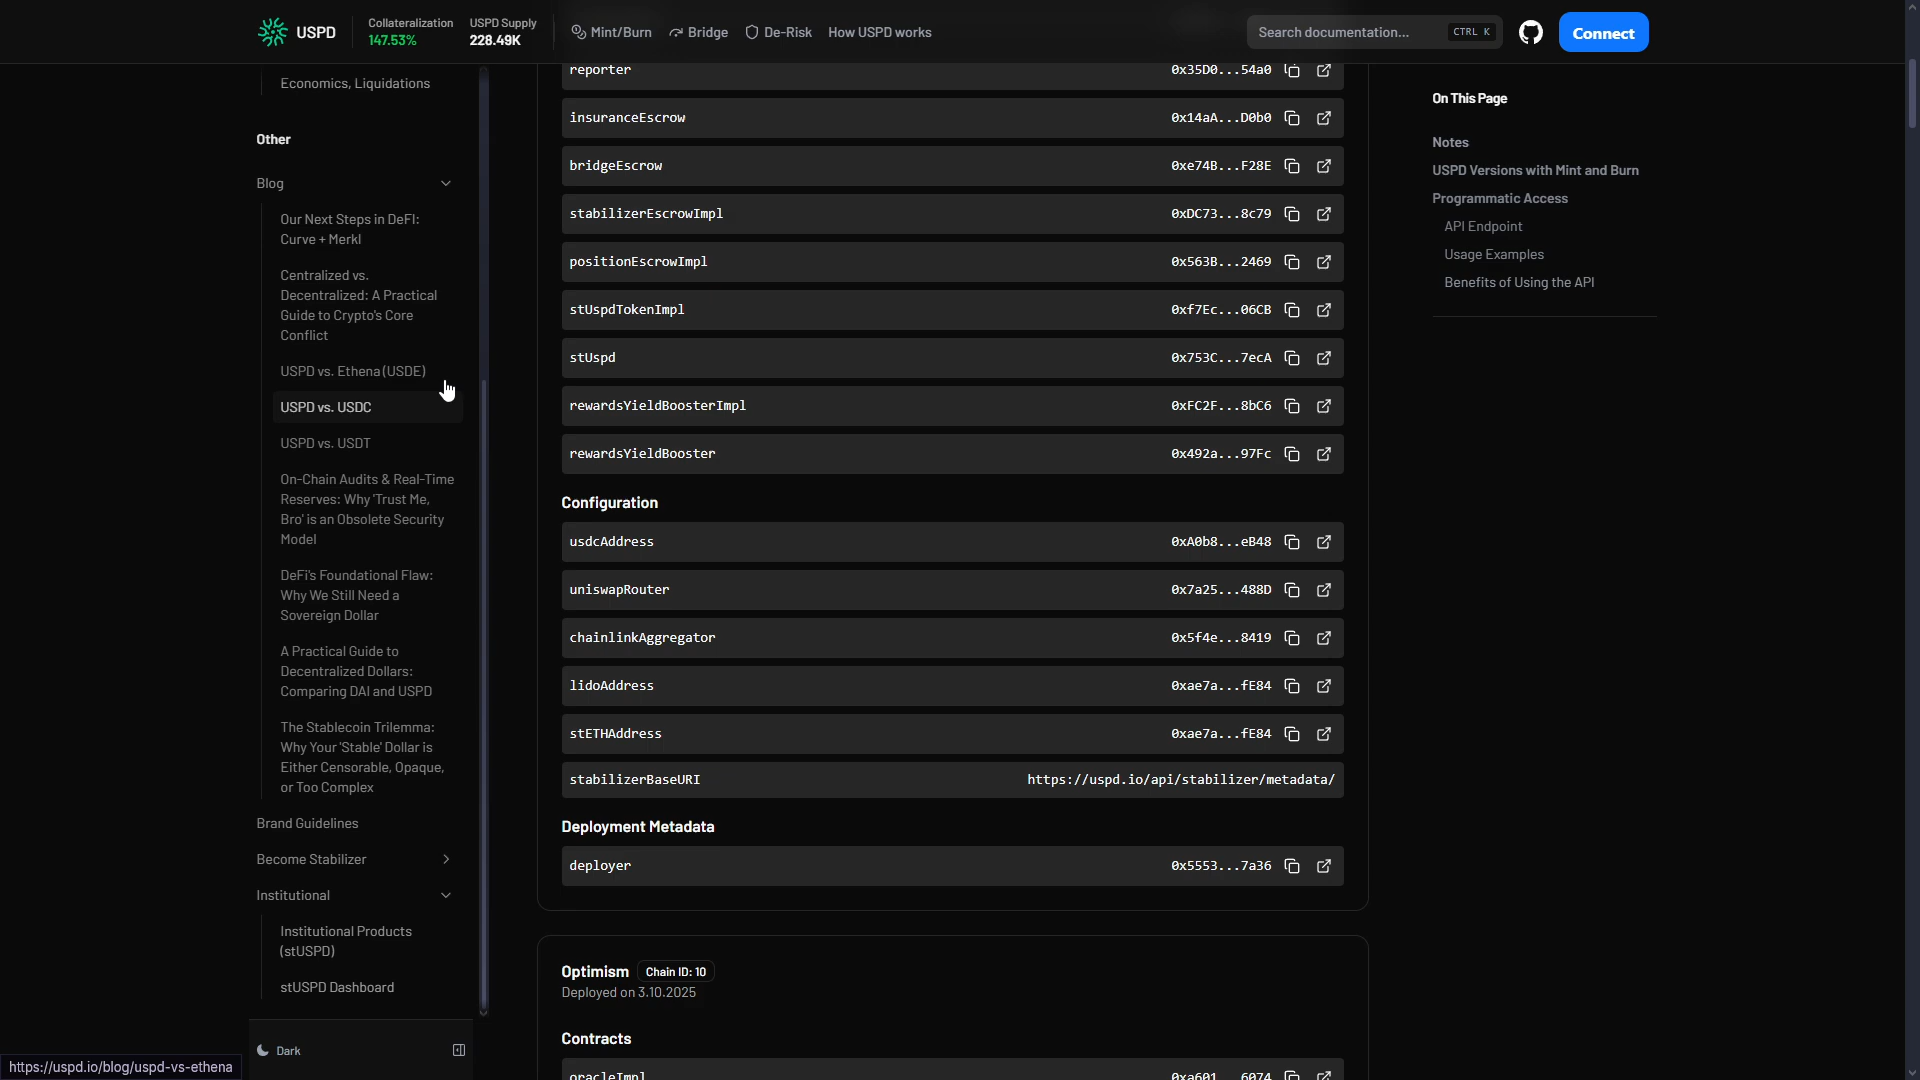 USPD
Collateralization
147.53%
USPD Supply
228.49K
Mint/Burn
Bridge
De-Risk
How USPD works
Search documentation...
CTRL K
Connect
Economics, Liquidations
Other
Blog
Our Next Steps in DeFI:
Curve + Merkl
Centralized vs.
Decentralized: A Practical
Guide to Crypto's Core
Conflict
USPD vs. Ethena (USDE)
USPD vs. USDC
USPD vs. USDT
On-Chain Audits & Real-Time
Reserves: Why 'Trust Me,
Bro' is an Obsolete Security
Model
DeFi's Foundational Flaw:
Why We Still Need a
Sovereign Dollar
A Practical Guide to
Decentralized Dollars:
Comparing DAI and USPD
The Stablecoin Trilemma:
Why Your 'Stable' Dollar is
Either Censorable, Opaque,
or Too Complex
Brand Guidelines
Become Stabilizer
Institutional
Institutional Products
(stUSPD)
stUSPD Dashboard
Dark
https://uspd.io/blog/uspd-vs-ethena
reporter 0x35D0...54a0
insuranceEscrow 0x14aA...D0b0
bridgeEscrow 0xe74B...F28E
stabilizerEscrowImpl 0xDC73...8c79
positionEscrowImpl 0x563B...2469
stUspdTokenImpl 0xf7Ec...06CB
stUspd 0x753C...7ecA
rewardsYieldBoosterImpl 0xFC2F...8bC6
rewardsYieldBooster 0x492a...97Fc
Configuration
usdcAddress 0xA0b8...eB48
uniswapRouter 0x7a25...488D
chainlinkAggregator 0x5f4e...8419
lidoAddress 0xae7a...fE84
stETHAddress 0xae7a...fE84
stabilizerBaseURI https://uspd.io/api/stabilizer/metadata/
Deployment Metadata
deployer 0x5553...7a36
Optimism Chain ID: 10
Deployed on 3.10.2025
Contracts
oracleImpl 0xa601...6074
On This Page
Notes
USPD Versions with Mint and Burn
Programmatic Access
API Endpoint
Usage Examples
Benefits of Using the API